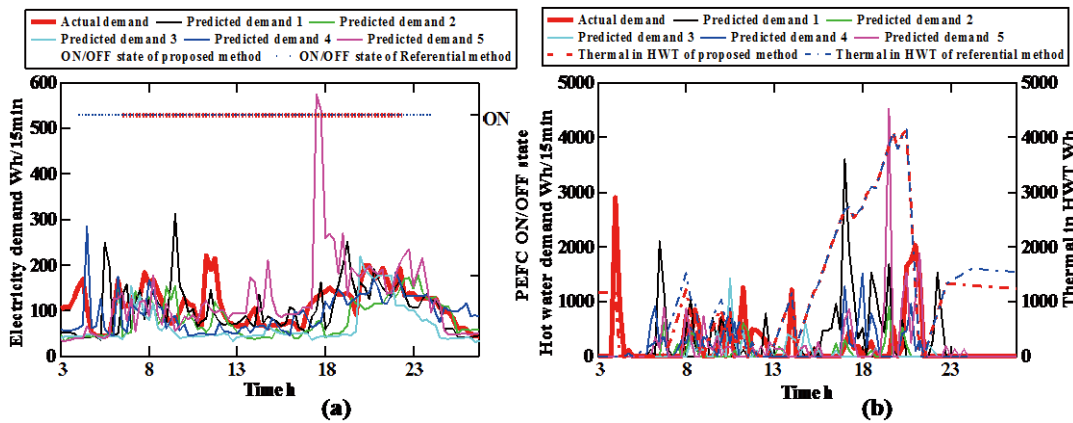 Actual demand Predicted demand 1 Predicted demand 2
Predicted demand 3 Predicted demand 4 Predicted demand 5
ON/OFF state of proposed method ON/OFF state of Referential method
Electricity demand Wh/15min
600
500
400
300
200
100
0
ON
PEFC ON/OFF state
3 8 13 18 23
Time h
(a)
Actual demand Predicted demand 1 Predicted demand 2
Predicted demand 3 Predicted demand 4 Predicted demand 5
Thermal in HWT of proposed method Thermal in HWT of referential method
Hot water demand Wh/15min
5000
4000
3000
2000
1000
0
5000
4000
3000
2000
1000
0
Thermal in HWT Wh
3 8 13 18 23
Time h
(b)